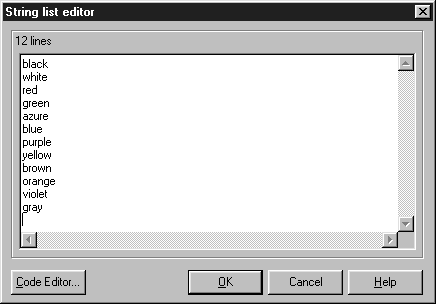 String list editor
12 lines
black
white
red
green
azure
blue
purple
yellow
brown
orange
violet
gray
Code Editor... OK Cancel Help